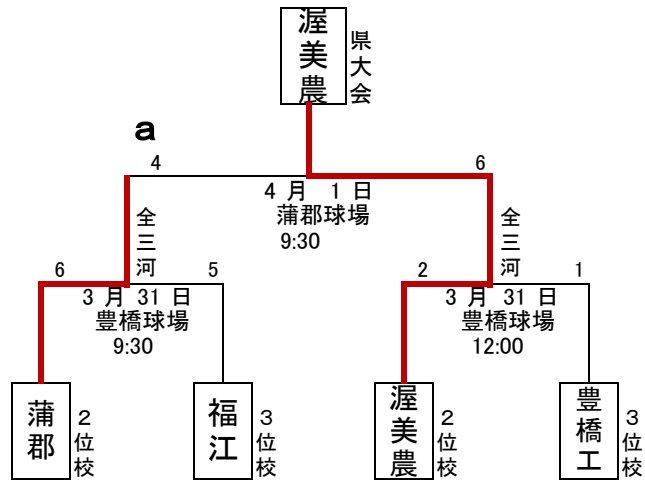 渥美農
県大会
a
4
6
4 月 1 日
蒲郡球場
9:30
全三河
全三河
6
5
2
1
3 月 31 日
豊橋球場
9:30
3 月 31 日
豊橋球場
12:00
蒲郡
2位校
福江
3位校
渥美農
2位校
豊橋工
3位校